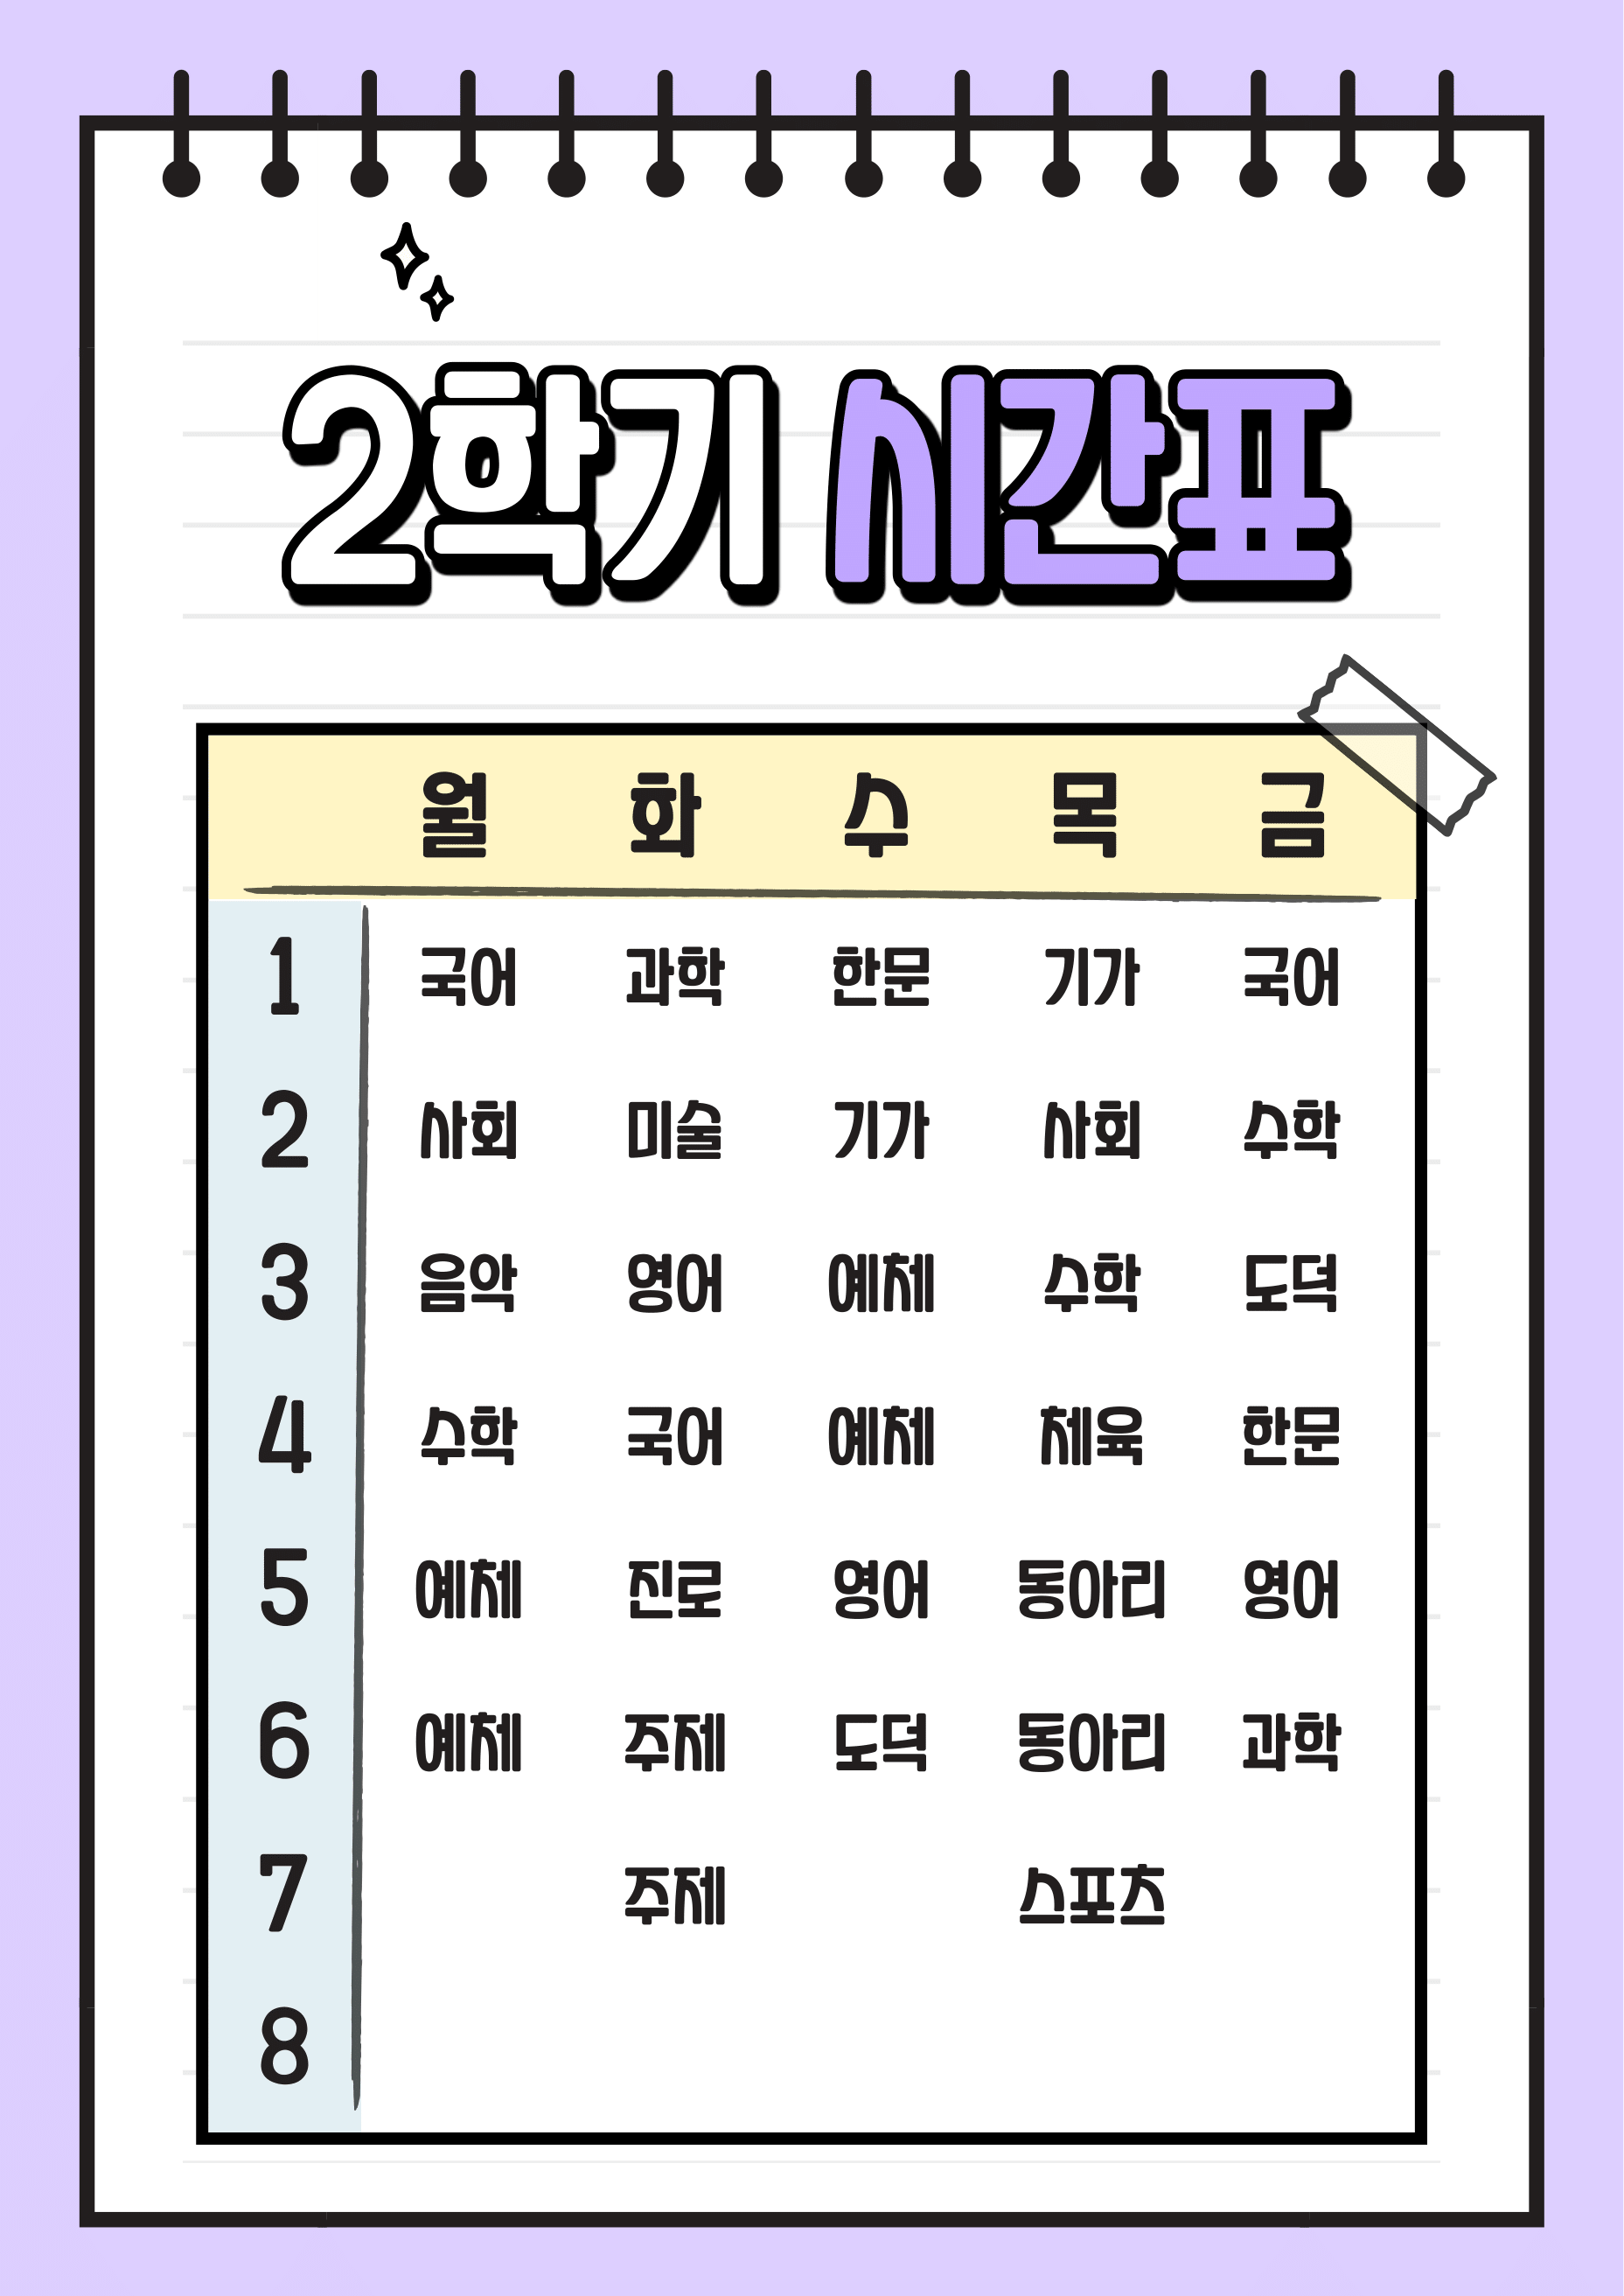 2학기 시간표
월 화 수 목 금
1 국어 과학 한문 기가 국어
2 사회 미술 기가 사회 수학
3 음악 영어 예체 수학 도덕
4 수학 국어 예체 체육 한문
5 예체 진로 영어 동아리 영어
6 예체 주제 도덕 동아리 과학
7 주제 스포츠
8